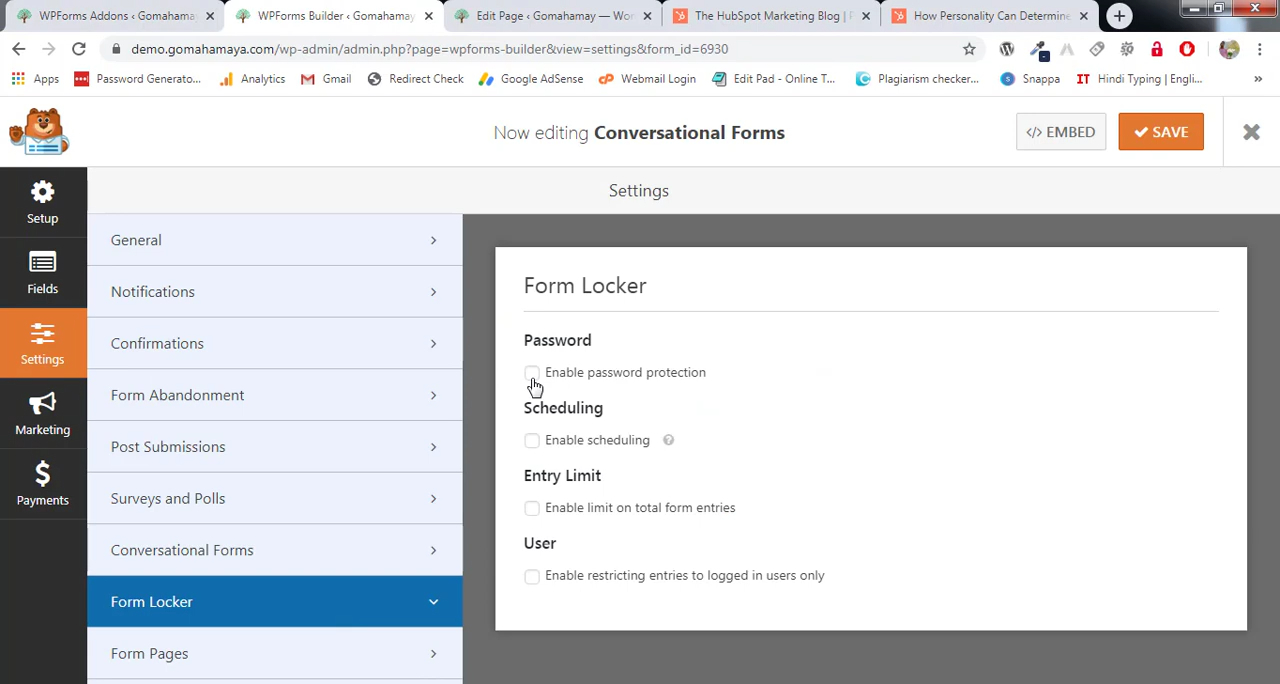 WPForms Addons ‹ Gomahamay
WPForms Builder ‹ Gomahamay
Edit Page ‹ Gomahamay — Wor
The HubSpot Marketing Blog | P
How Personality Can Determine
demo.gomahamaya.com/wp-admin/admin.php?page=wpforms-builder&view=settings&form_id=6930
Apps
Password Generato...
Analytics
Gmail
Redirect Check
Google AdSense
Webmail Login
Edit Pad - Online T...
Plagiarism checker...
Snappa
IT Hindi Typing | Engli...
»
Now editing Conversational Forms
</> EMBED
SAVE
Settings
Setup
Fields
Settings
Marketing
Payments
General
Notifications
Confirmations
Form Abandonment
Post Submissions
Surveys and Polls
Conversational Forms
Form Locker
Form Pages
Form Locker
Password
Enable password protection
Scheduling
Enable scheduling ?
Entry Limit
Enable limit on total form entries
User
Enable restricting entries to logged in users only